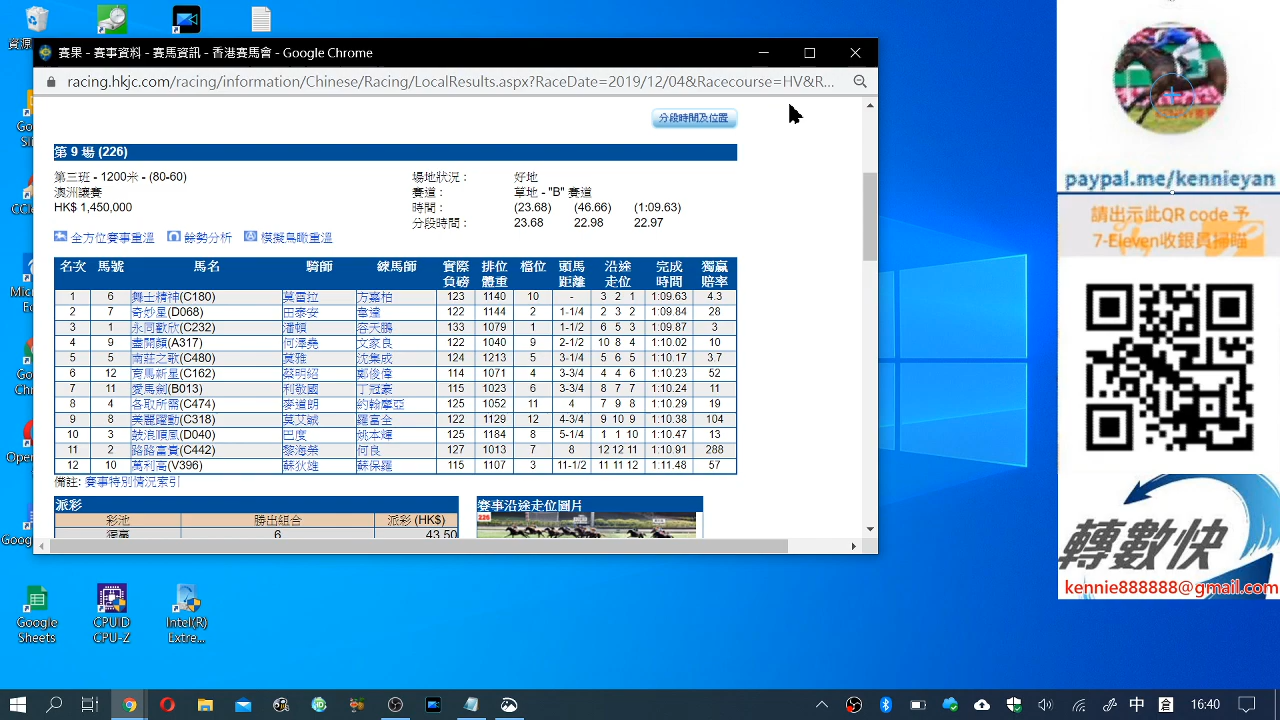 賽果 - 賽事資料 - 賽馬資訊 - 香港賽馬會 - Google Chrome
racing.hkjc.com/racing/information/Chinese/Racing/LocalResults.aspx?RaceDate=2019/12/04&Racecourse=HV&R...
分段時間及位置
第 9 場 (226)
第三班 - 1200米 - (80-60) 場地狀況 : 好地
澳洲讓賽 賽道 : 草地 - "B" 賽道
HK$ 1,450,000 時間 : (23.68) (46.66) (1:09.63)
分段時間 : 23.68 22.98 22.97
全方位賽事重溫 餘勢分析 模擬鳥瞰重溫
名次 馬號 馬名 騎師 練馬師 實際負磅 排位體重 檔位 頭馬距離 沿途走位 完成時間 獨贏賠率
1 6 舞士精神(C180) 莫雪拉 方嘉柏 123 1140 10 - 3 2 1 1:09.63 4.3
2 7 奇妙星(D068) 田泰安 韋達 122 1144 2 1-1/4 2 3 2 1:09.84 28
3 1 永同歡欣(C232) 潘頓 容天鵬 133 1079 1 1-1/2 6 5 3 1:09.87 3
4 9 盡開顏(A317) 何澤堯 文家良 122 1040 9 2-1/2 10 8 4 1:10.02 10
5 5 南莊之歌(C480) 莫雅 沈集成 124 1213 5 3-1/4 5 6 5 1:10.17 3.7
6 12 育馬新星(C162) 蔡明紹 鄭俊偉 114 1071 4 3-3/4 4 4 6 1:10.23 52
7 11 愛馬劍(B013) 利敬國 丁冠豪 115 1023 6 3-3/4 8 7 7 1:10.24 11
8 4 各取所需(C474) 麥道朗 約翰摩亞 125 1052 11 4 7 9 8 1:10.29 19
9 8 美麗躍動(C318) 莫艾誠 羅富全 122 1129 12 4-3/4 9 10 9 1:10.38 104
10 3 鼓浪順風(D040) 巴度 姚本輝 125 1184 8 5-1/4 1 1 10 1:10.47 13
11 2 路路富貴(C442) 黎海榮 何良 127 1013 7 8 12 12 11 1:10.91 288
12 10 萬利高(V396) 蘇狄雄 蘇保羅 115 1107 3 11-1/2 11 11 12 1:11.48 57
備註: 賽事特別情況索引
派彩 賽事沿途走位圖片
彩池 勝出組合 派彩 (HK$)
獨贏 6 43.50
paypal.me/kennieyan
請出示此QR code 予
7-Eleven收銀員掃瞄
轉數快
kennie888888@gmail.com
Google
Sheets
CPUID
CPU-Z
Intel(R)
Extre...
中 16:40